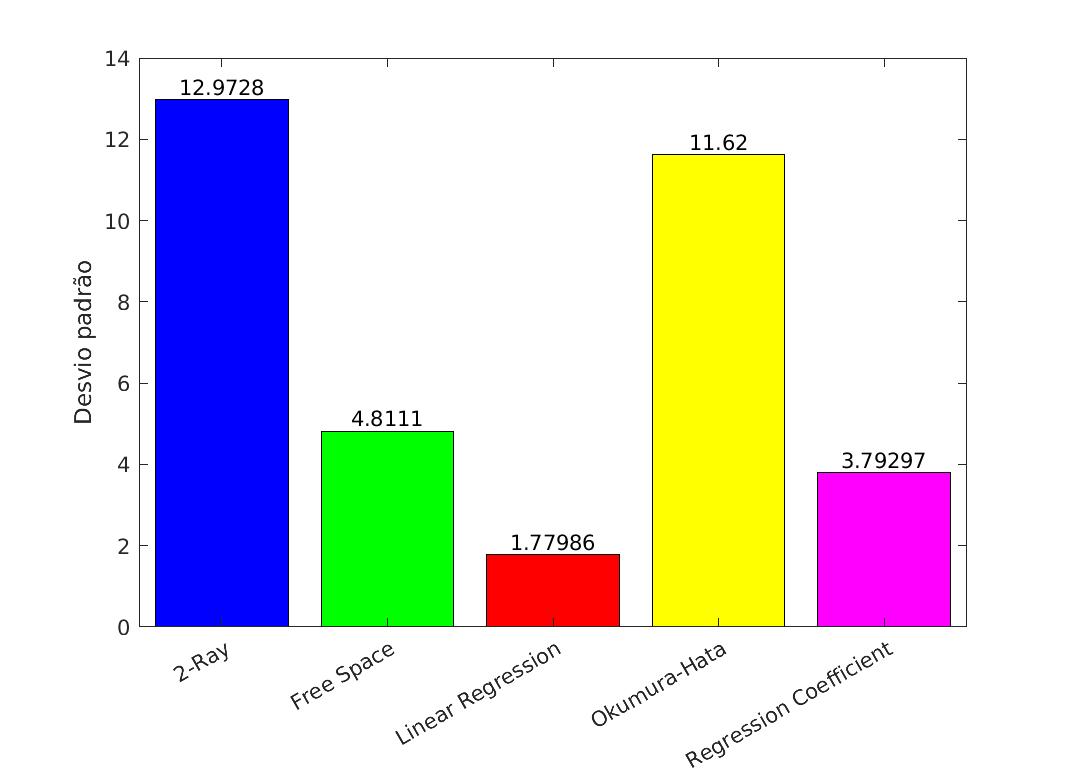 Desvio padrão
14
12
10
8
6
4
2
0
12.9728
4.8111
1.77986
11.62
3.79297
2-Ray
Free Space
Linear Regression
Okumura-Hata
Regression Coefficient